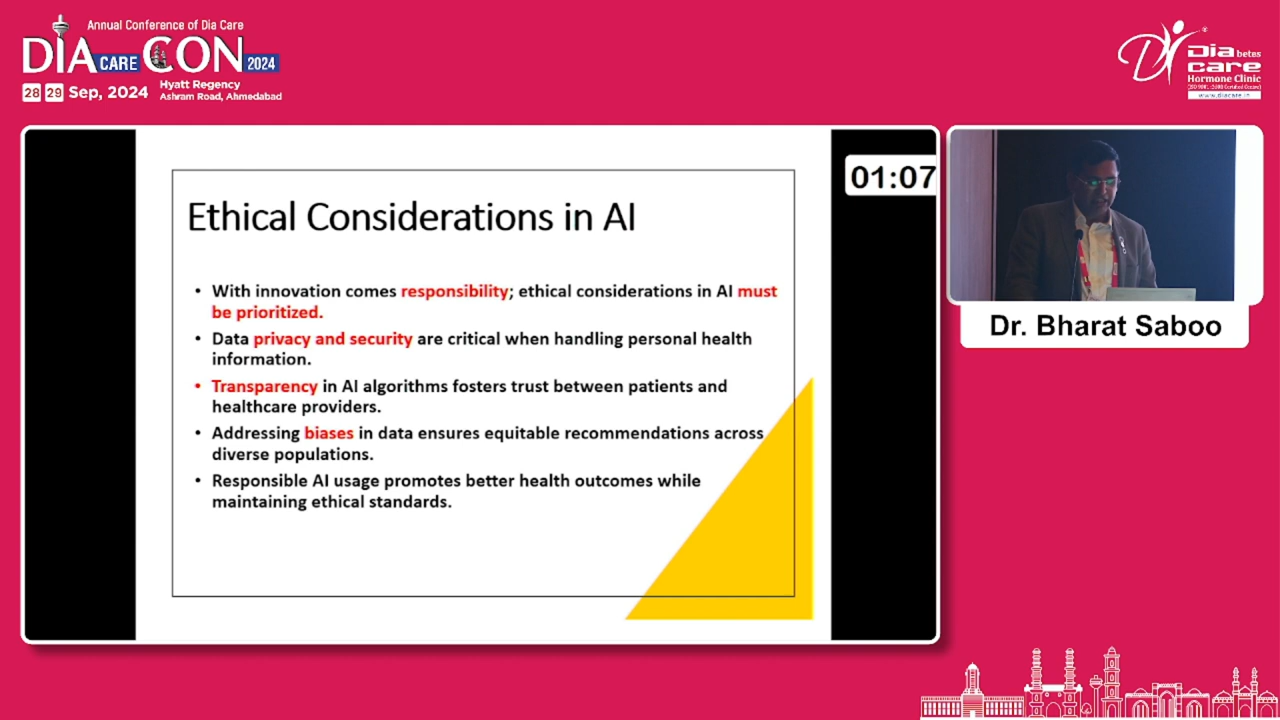 Annual Conference of Dia Care
DIA CARE CON 2024
28 29 Sep, 2024
Hyatt Regency
Ashram Road, Ahmedabad
Diabetes
care
Hormone Clinic
www.diacare.in
01:07
Ethical Considerations in AI
• With innovation comes responsibility; ethical considerations in AI must
be prioritized.
• Data privacy and security are critical when handling personal health
information.
• Transparency in AI algorithms fosters trust between patients and
healthcare providers.
• Addressing biases in data ensures equitable recommendations across
diverse populations.
• Responsible AI usage promotes better health outcomes while
maintaining ethical standards.
Dr. Bharat Saboo